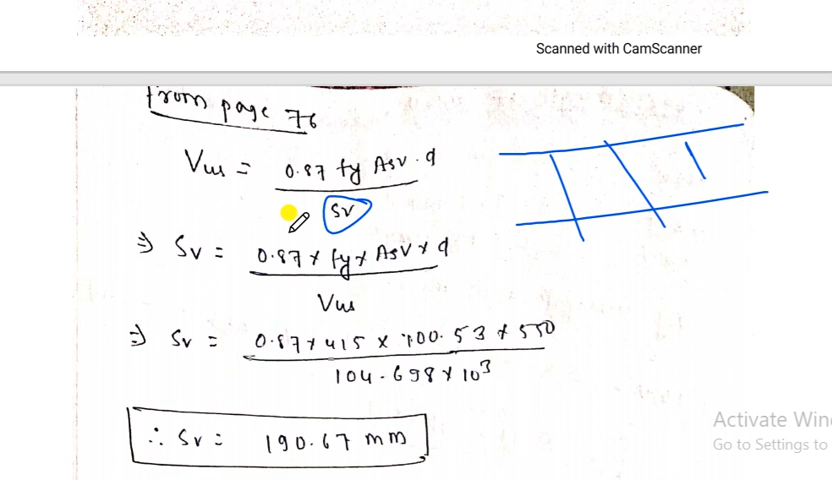 Scanned with CamScanner
From page 76
Vus = 0.87 fy Asv . d
Sv
⇒ Sv = 0.87 × fy × Asv × d
Vus
⇒ Sv = 0.87 × 415 × 100.53 × 550
104.698 × 10³
∴ Sv = 190.67 mm
Activate Win
Go to Settings to